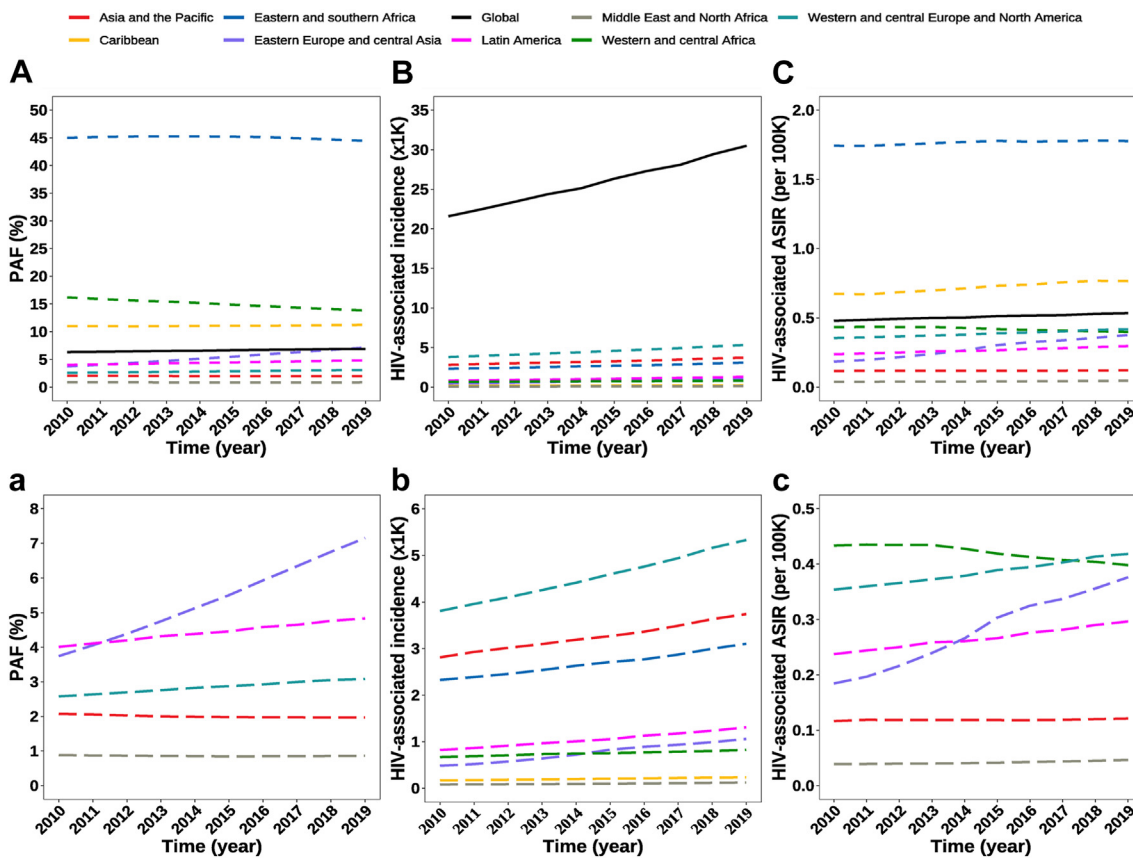 Asia and the Pacific
Eastern and southern Africa
Global
Middle East and North Africa
Western and central Europe and North America
Caribbean
Eastern Europe and central Asia
Latin America
Western and central Africa
A
PAF (%)
50
45
40
35
30
25
20
15
10
5
0
2010 2011 2012 2013 2014 2015 2016 2017 2018 2019
Time (year)
B
HIV-associated incidence (x1K)
35
30
25
20
15
10
5
0
2010 2011 2012 2013 2014 2015 2016 2017 2018 2019
Time (year)
C
HIV-associated ASIR (per 100K)
2.0
1.5
1.0
0.5
0.0
2010 2011 2012 2013 2014 2015 2016 2017 2018 2019
Time (year)
a
PAF (%)
8
7
6
5
4
3
2
1
0
2010 2011 2012 2013 2014 2015 2016 2017 2018 2019
Time (year)
b
HIV-associated incidence (x1K)
6
5
4
3
2
1
0
2010 2011 2012 2013 2014 2015 2016 2017 2018 2019
Time (year)
c
HIV-associated ASIR (per 100K)
0.5
0.4
0.3
0.2
0.1
0.0
2010 2011 2012 2013 2014 2015 2016 2017 2018 2019
Time (year)